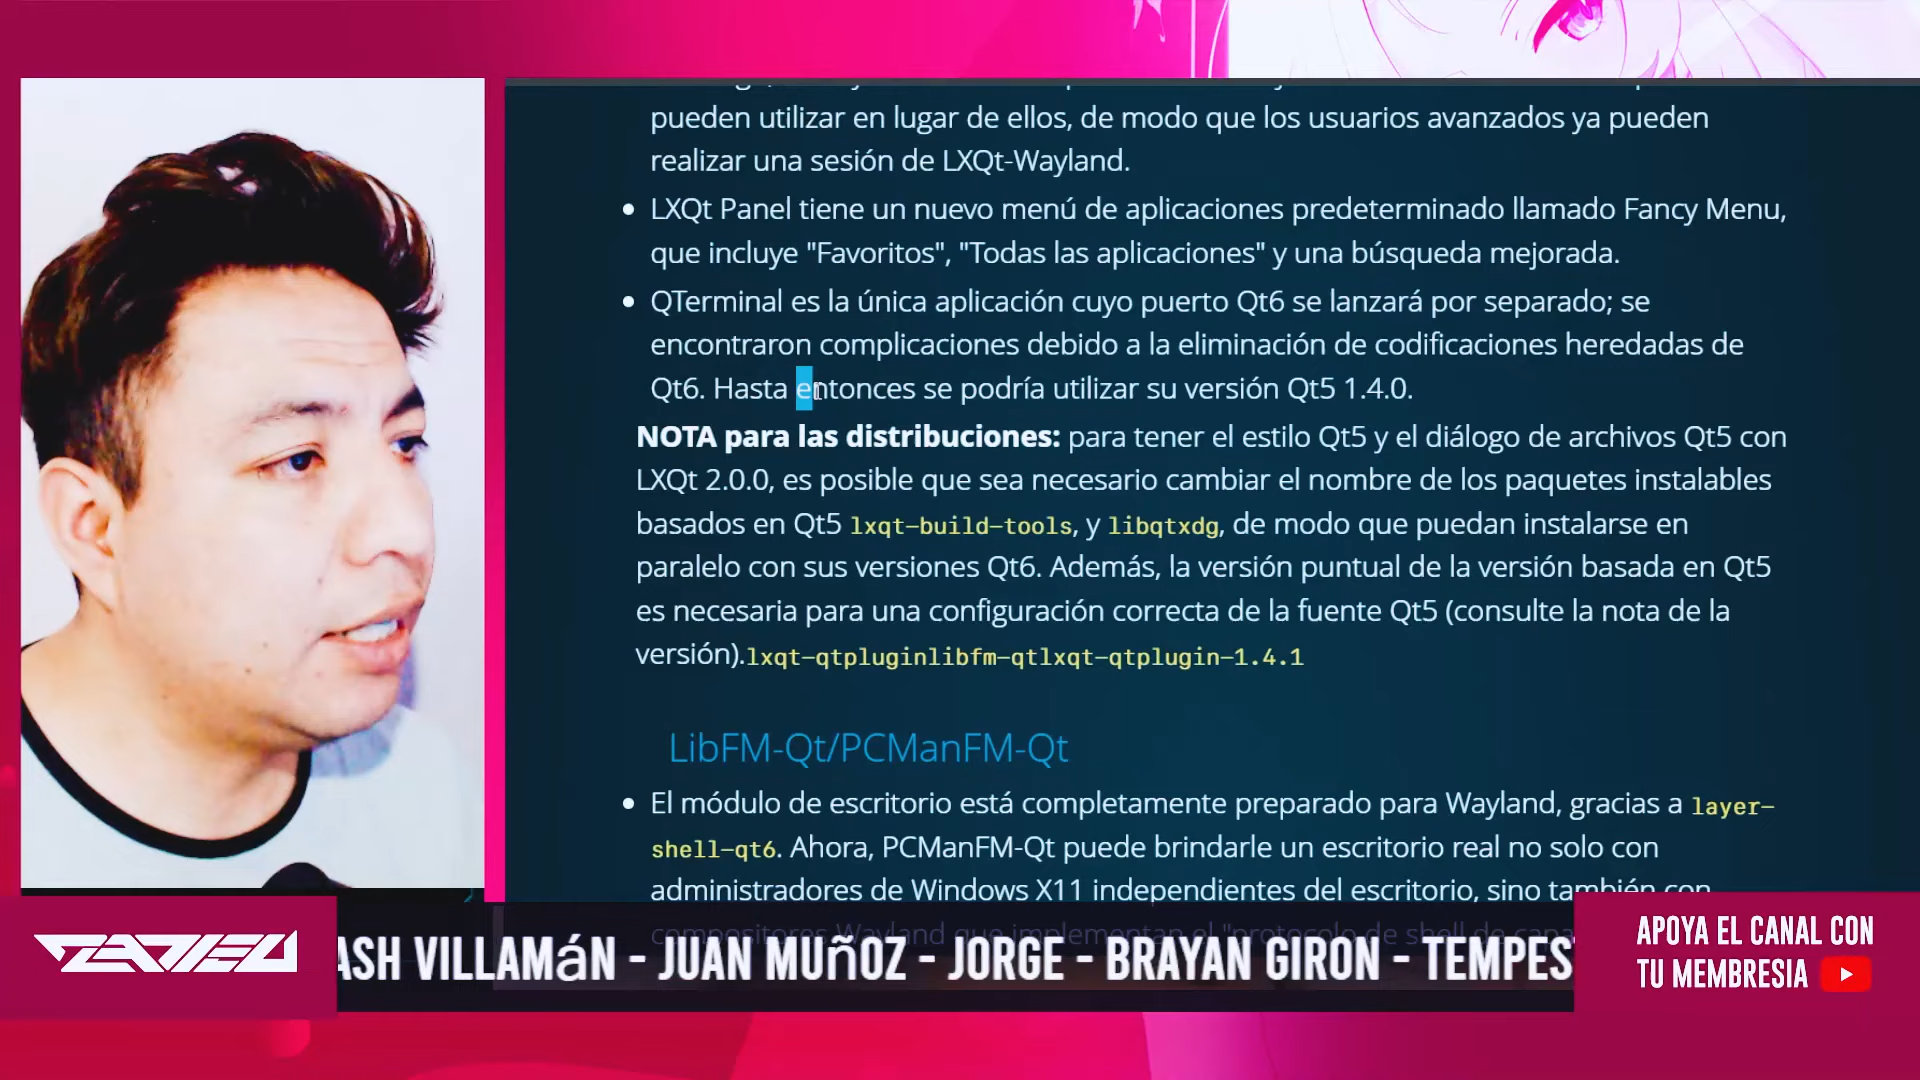 pueden utilizar en lugar de ellos, de modo que los usuarios avanzados ya pueden
realizar una sesión de LXQt-Wayland.
LXQt Panel tiene un nuevo menú de aplicaciones predeterminado llamado Fancy Menu,
que incluye "Favoritos", "Todas las aplicaciones" y una búsqueda mejorada.
QTerminal es la única aplicación cuyo puerto Qt6 se lanzará por separado; se
encontraron complicaciones debido a la eliminación de codificaciones heredadas de
Qt6. Hasta entonces se podría utilizar su versión Qt5 1.4.0.
NOTA para las distribuciones: para tener el estilo Qt5 y el diálogo de archivos Qt5 con
LXQt 2.0.0, es posible que sea necesario cambiar el nombre de los paquetes instalables
basados en Qt5 lxqt-build-tools, y libqtxdg, de modo que puedan instalarse en
paralelo con sus versiones Qt6. Además, la versión puntual de la versión basada en Qt5
es necesaria para una configuración correcta de la fuente Qt5 (consulte la nota de la
versión).lxqt-qtpluginlibfm-qtlxqt-qtplugin-1.4.1
LibFM-Qt/PCManFM-Qt
El módulo de escritorio está completamente preparado para Wayland, gracias a layer-
shell-qt6. Ahora, PCManFM-Qt puede brindarle un escritorio real no solo con
administradores de Windows X11 independientes del escritorio, sino también con
compositores Wayland que implementan el "protocolo de shell de capa
ASH VILLAMáN - JUAN MUñOZ - JORGE - BRAYAN GIRON - TEMPES
APOYA EL CANAL CON
TU MEMBRESIA